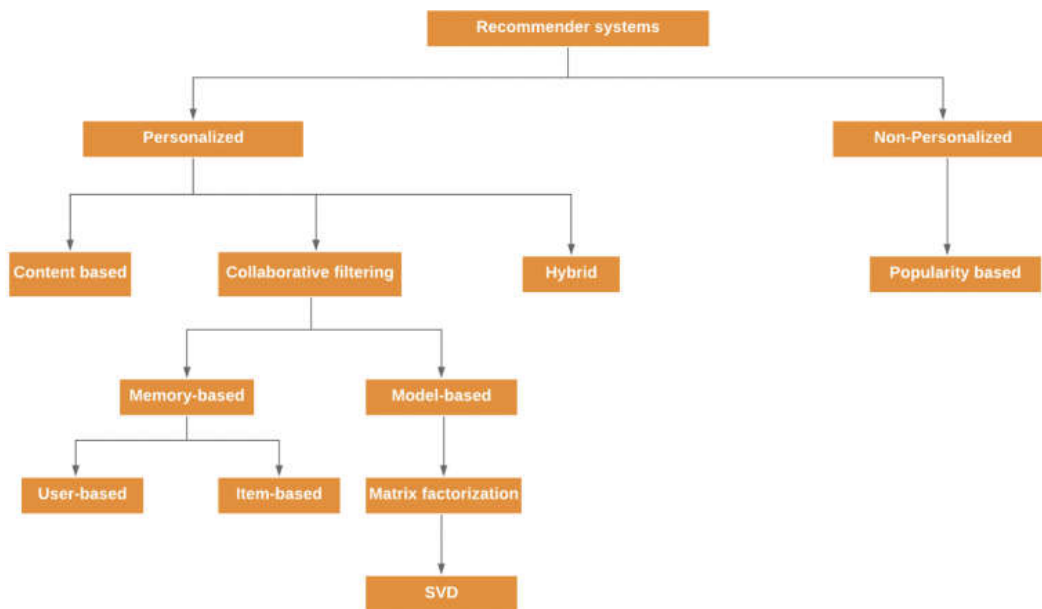 Recommender systems
Personalized
Non-Personalized
Content based
Collaborative filtering
Hybrid
Popularity based
Memory-based
Model-based
User-based
Item-based
Matrix factorization
SVD